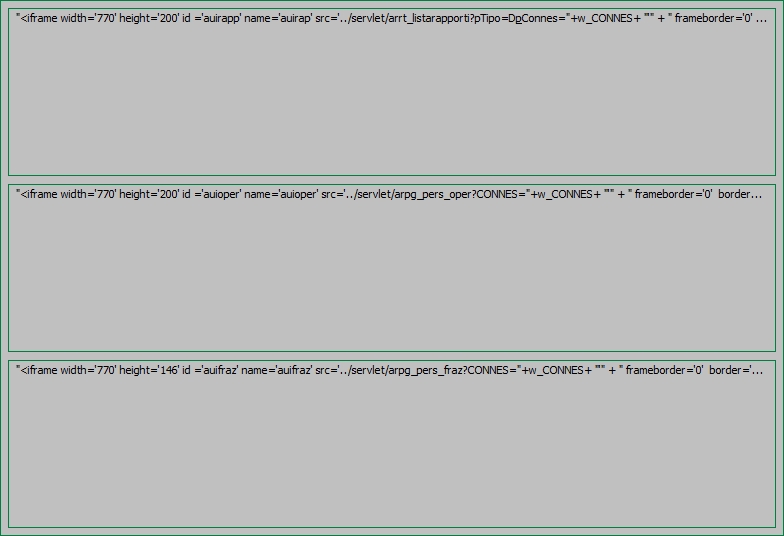 "<iframe width='770' height='200' id ='auirapp' name='auirap' src='../servlet/arrt_listarapporti?pTipo=DpConnes="+w_CONNES+ "'" + " frameborder='0' ...
"<iframe width='770' height='200' id ='auioper' name='auioper' src='../servlet/arpg_pers_oper?CONNES="+w_CONNES+ "'" + " frameborder='0'  border...
"<iframe width='770' height='146' id ='auifraz' name='auifraz' src='../servlet/arpg_pers_fraz?CONNES="+w_CONNES+ "'" + " frameborder='0'  border='...